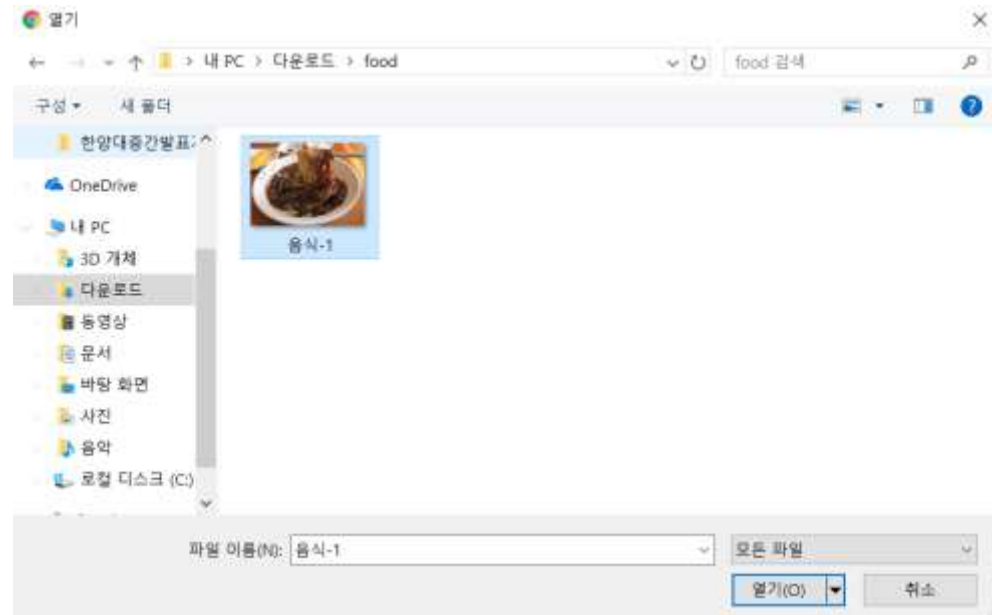 열기
내 PC > 다운로드 > food
food 검색
구성
새 폴더
한양대중간발표
OneDrive
내 PC
3D 개체
다운로드
동영상
문서
바탕 화면
사진
음악
로컬 디스크 (C:)
음식-1
파일 이름(N): 음식-1
모든 파일
열기(O)
취소